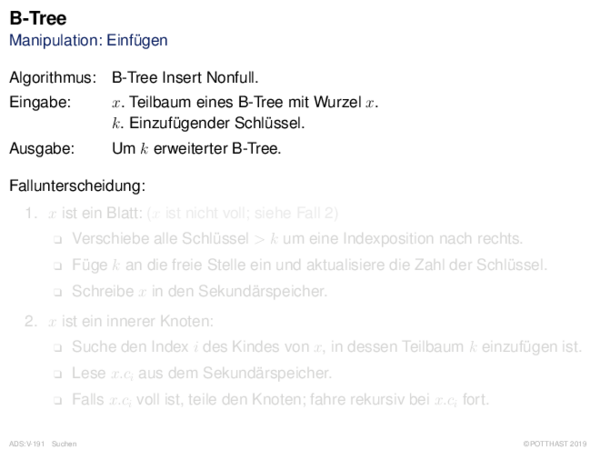 B-Tree
Manipulation: Einfügen
Algorithmus: B-Tree Insert Nonfull.
Eingabe: x. Teilbaum eines B-Tree mit Wurzel x.
k. Einzufügender Schlüssel.
Ausgabe: Um k erweiterter B-Tree.
Fallunterscheidung:
1. x ist ein Blatt: (x ist nicht voll; siehe Fall 2)
❑ Verschiebe alle Schlüssel > k um eine Indexposition nach rechts.
❑ Füge k an die freie Stelle ein und aktualisiere die Zahl der Schlüssel.
❑ Schreibe x in den Sekundärspeicher.
2. x ist ein innerer Knoten:
❑ Suche den Index i des Kindes von x, in dessen Teilbaum k einzufügen ist.
❑ Lese x.cᵢ aus dem Sekundärspeicher.
❑ Falls x.cᵢ voll ist, teile den Knoten; fahre rekursiv bei x.cᵢ fort.
ADS:V-191 Suchen ©POTTHAST 2019